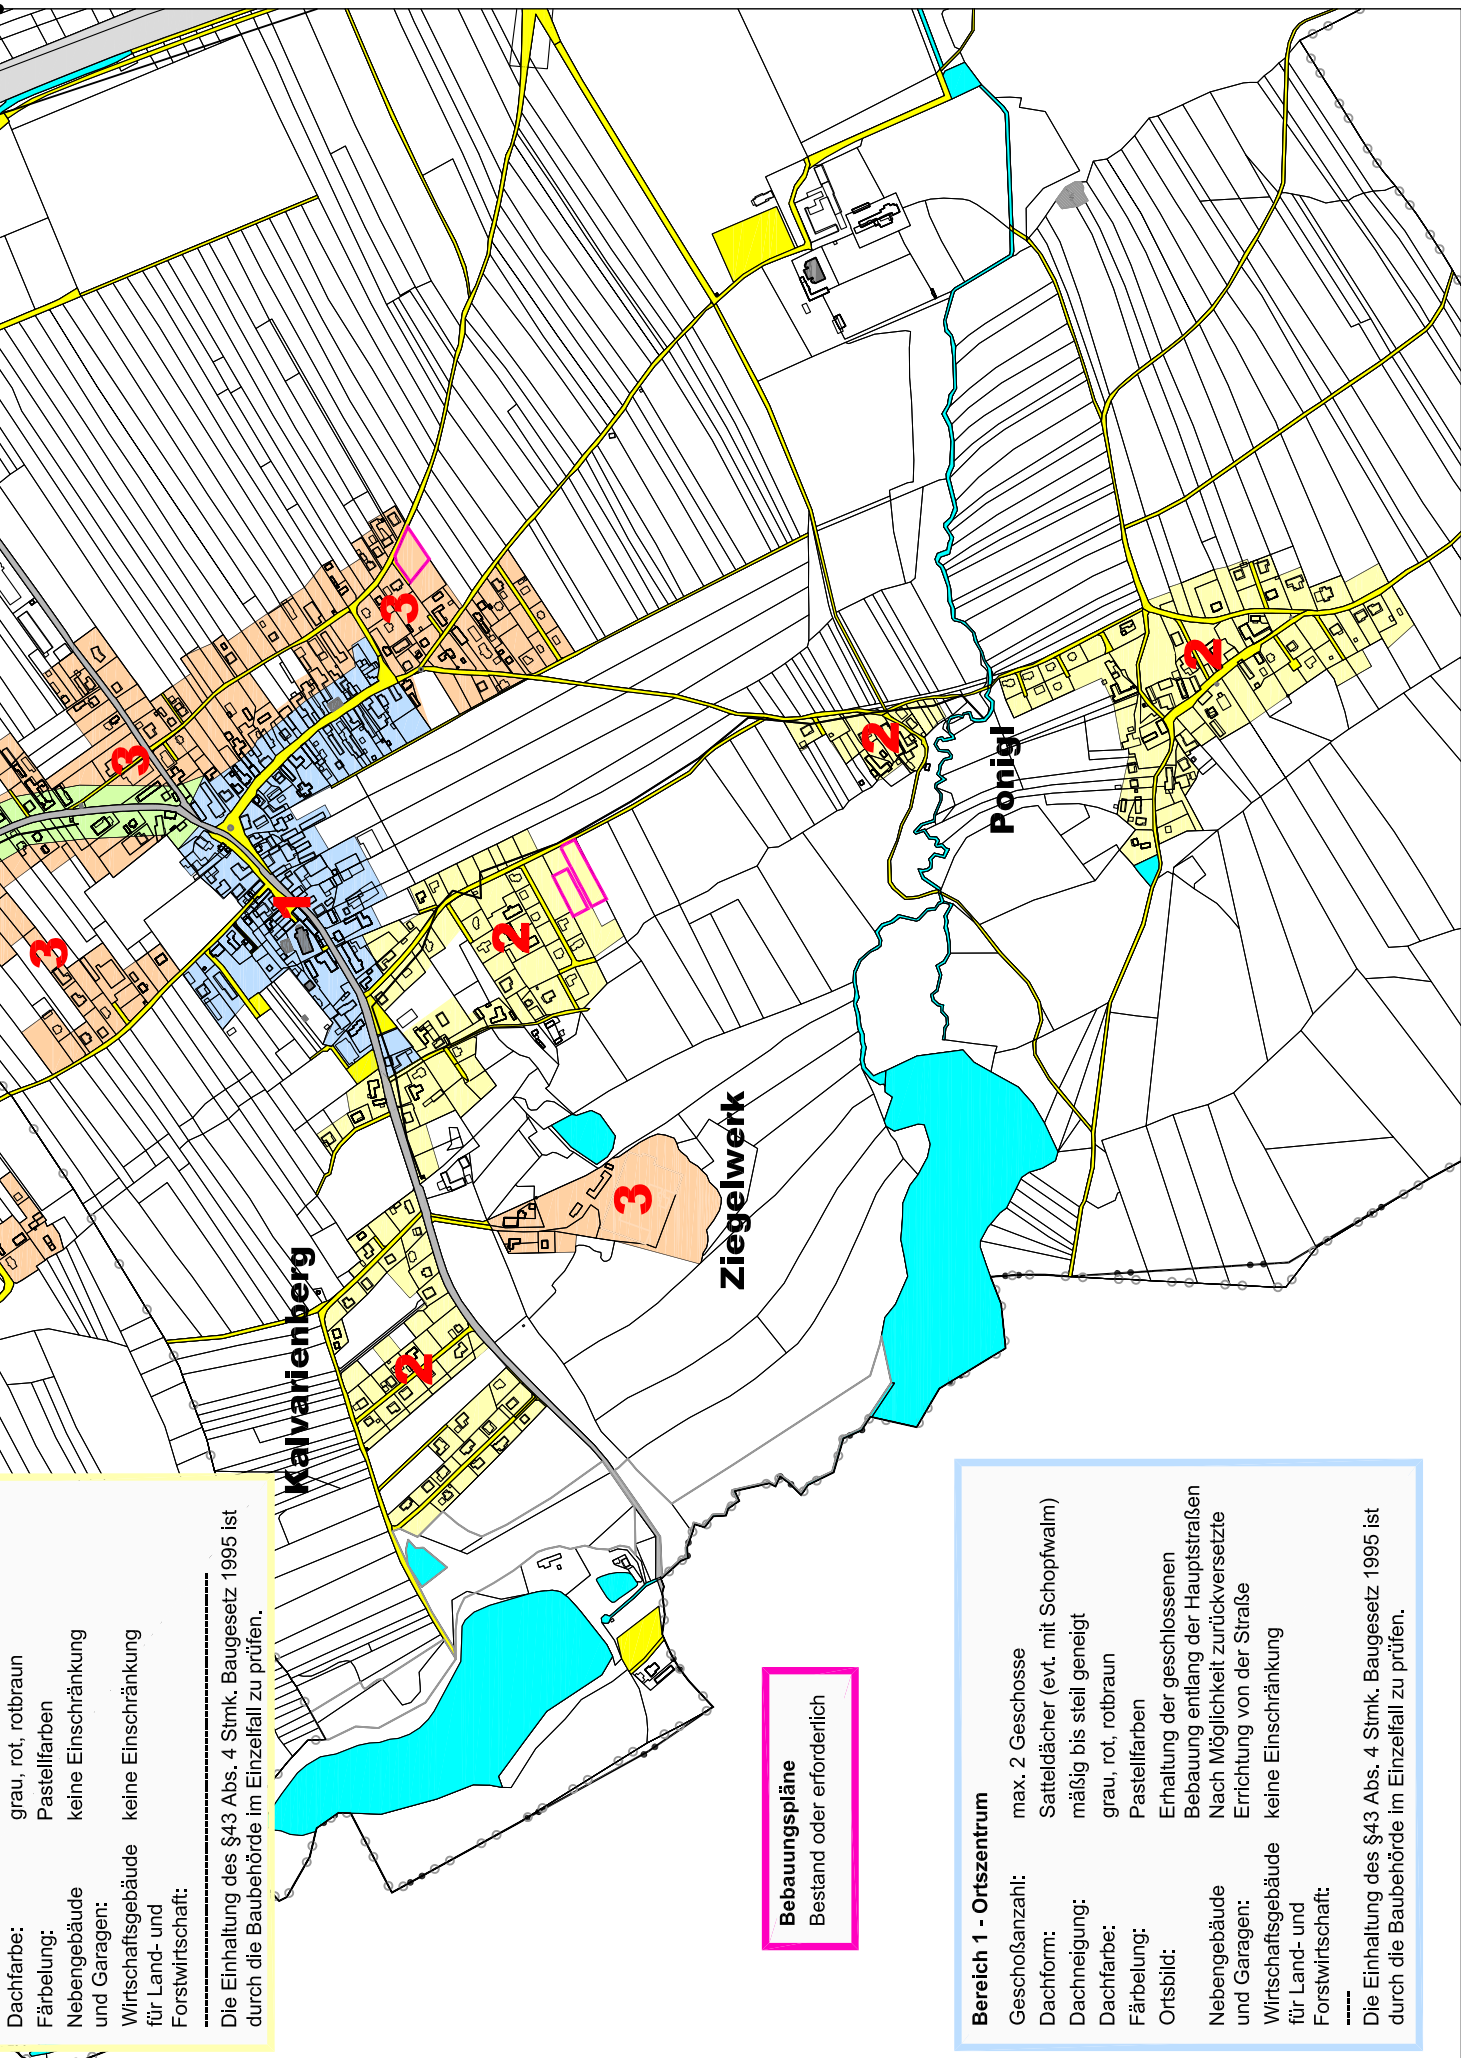 Dachfarbe: grau, rot, rotbraun
Färbelung: Pastellfarben
Nebengebäude keine Einschränkung
und Garagen:
Wirtschaftsgebäude keine Einschränkung
für Land- und
Forstwirtschaft:
Die Einhaltung des §43 Abs. 4 Stmk. Baugesetz 1995 ist
durch die Baubehörde im Einzelfall zu prüfen.
Kalvarienberg
Ziegelwerk
Ponigl
3
3
3
1
2
2
2
3
2
Bebauungspläne
Bestand oder erforderlich
Bereich 1 - Ortszentrum
Geschoßanzahl: max. 2 Geschosse
Dachform: Satteldächer (evt. mit Schopfwalm)
Dachneigung: mäßig bis steil geneigt
Dachfarbe: grau, rot, rotbraun
Färbelung: Pastellfarben
Ortsbild: Erhaltung der geschlossenen
Bebauung entlang der Hauptstraßen
Nebengebäude Nach Möglichkeit zurückversetzte
und Garagen: Errichtung von der Straße
Wirtschaftsgebäude keine Einschränkung
für Land- und
Forstwirtschaft:
Die Einhaltung des §43 Abs. 4 Stmk. Baugesetz 1995 ist
durch die Baubehörde im Einzelfall zu prüfen.